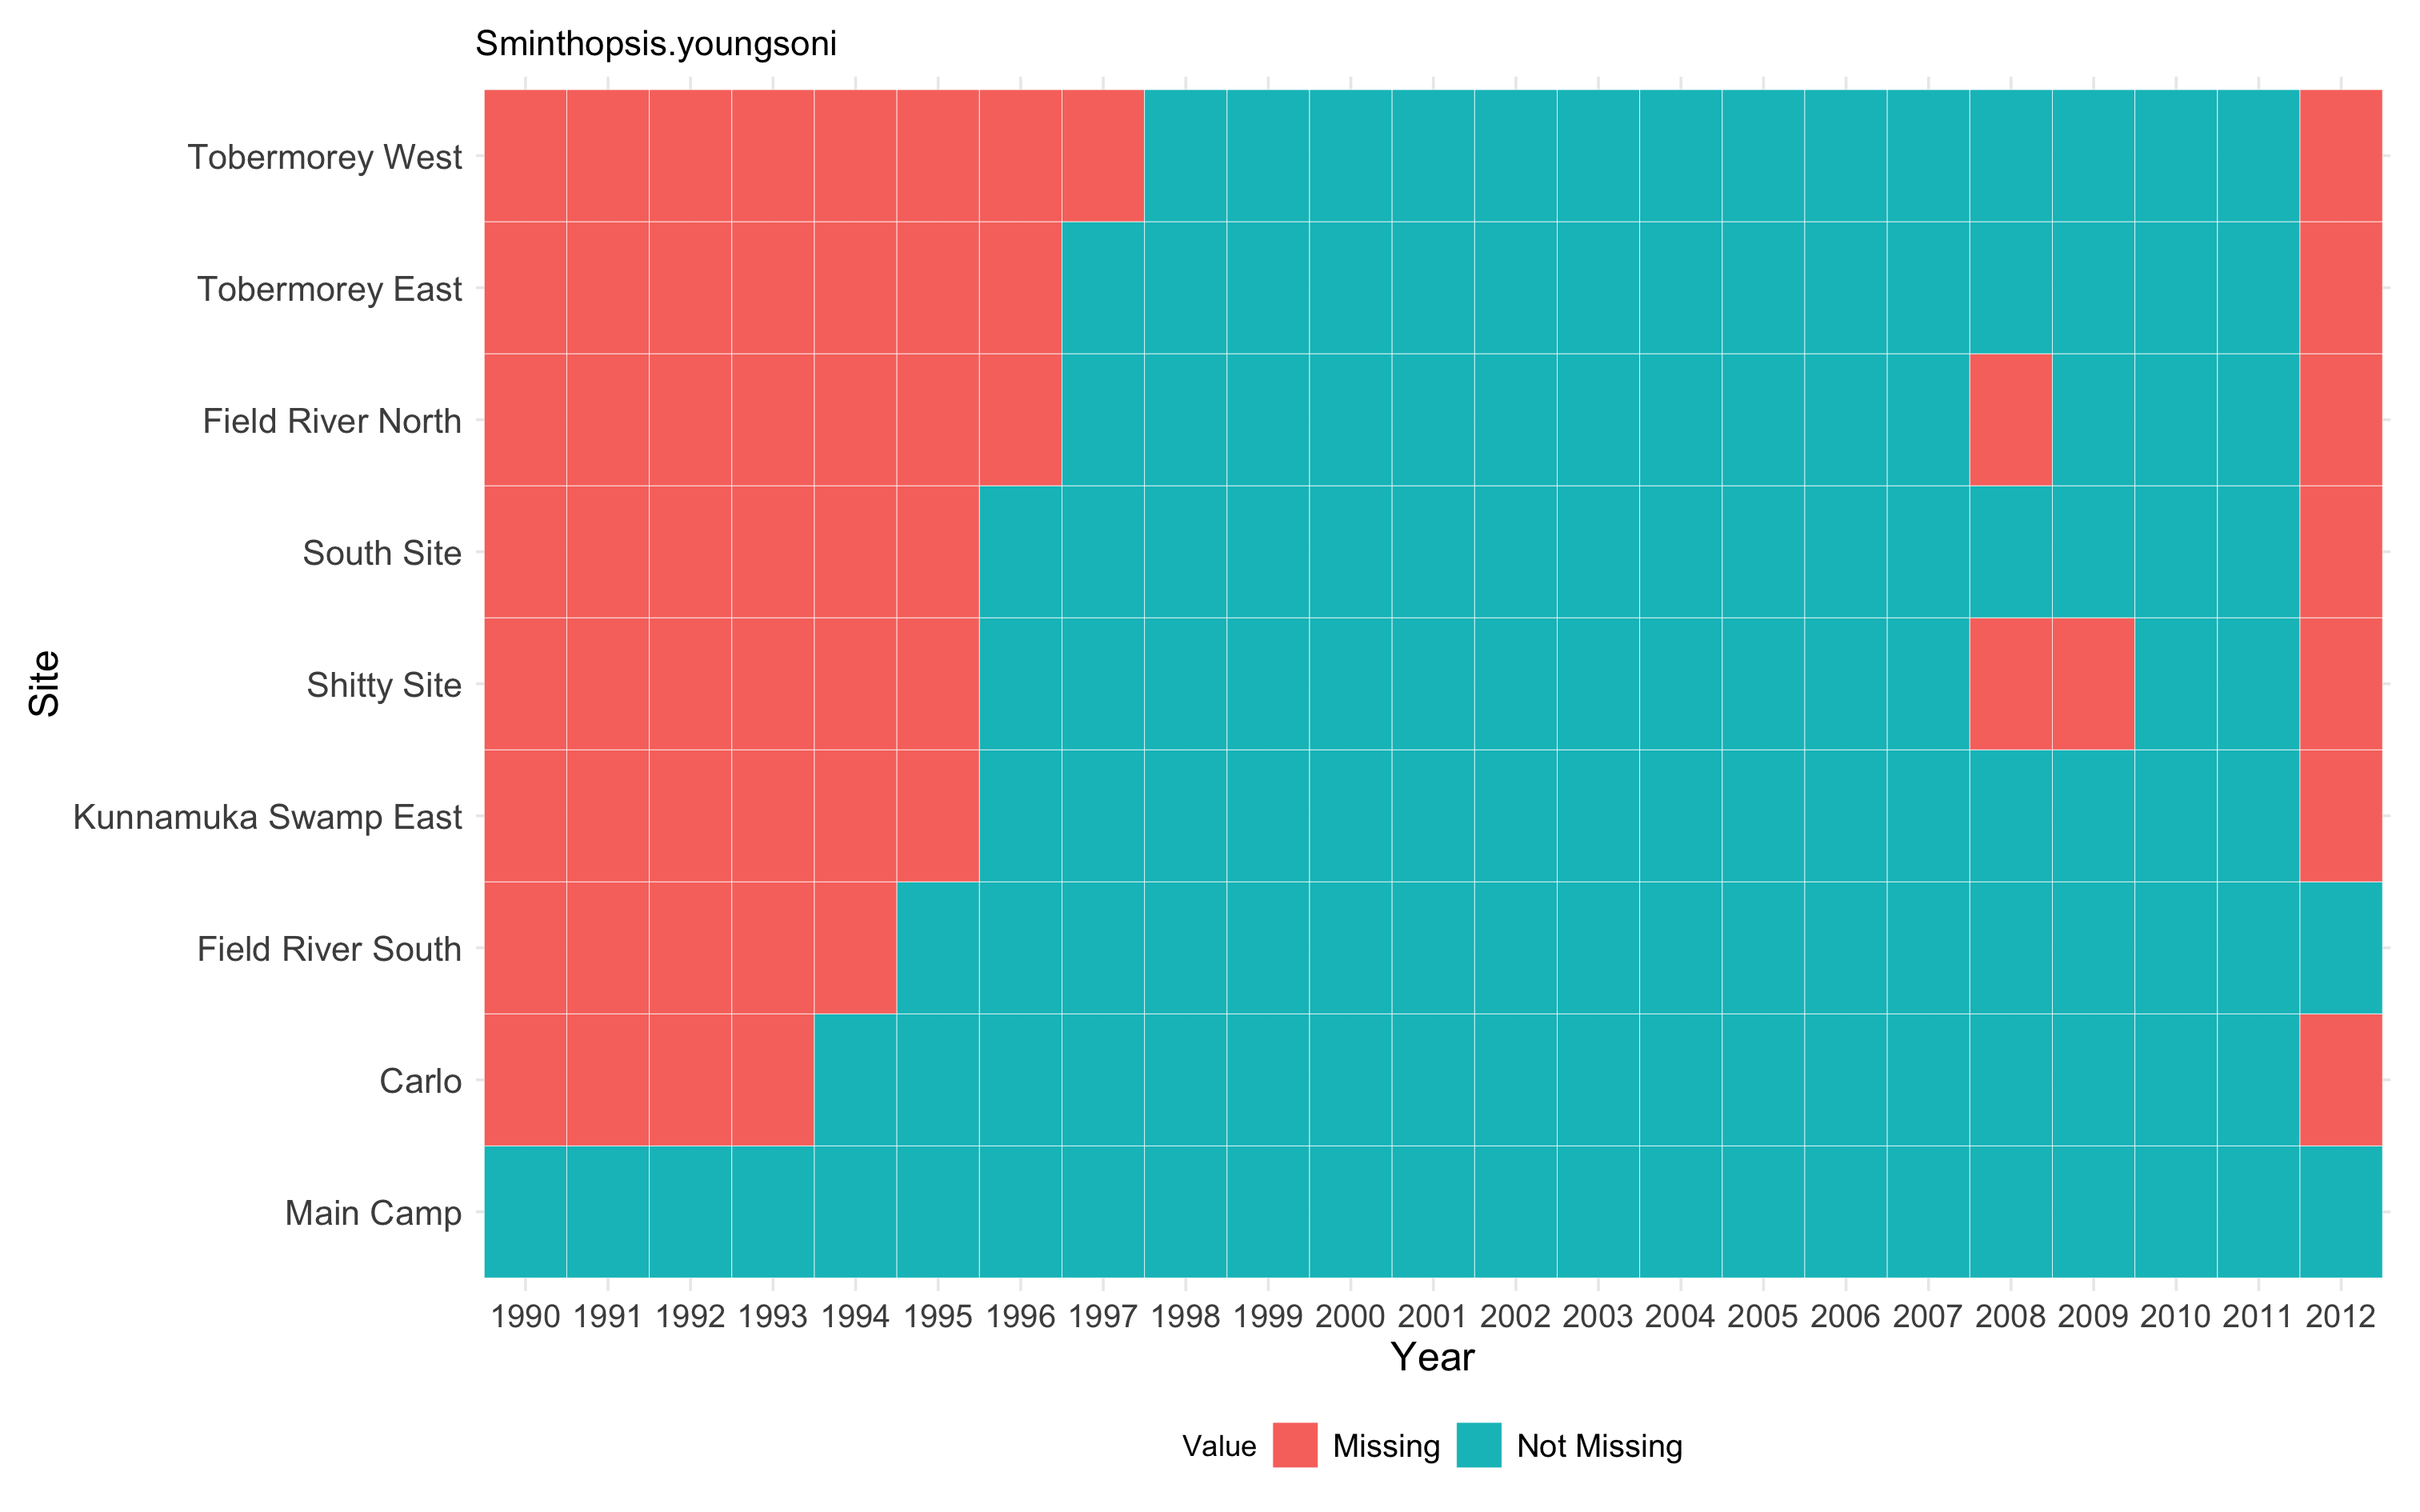 Sminthopsis.youngsoni
Tobermorey West
Tobermorey East
Field River North
South Site
Shitty Site
Kunnamuka Swamp East
Field River South
Carlo
Main Camp
Site
1990 1991 1992 1993 1994 1995 1996 1997 1998 1999 2000 2001 2002 2003 2004 2005 2006 2007 2008 2009 2010 2011 2012
Year
Value Missing Not Missing